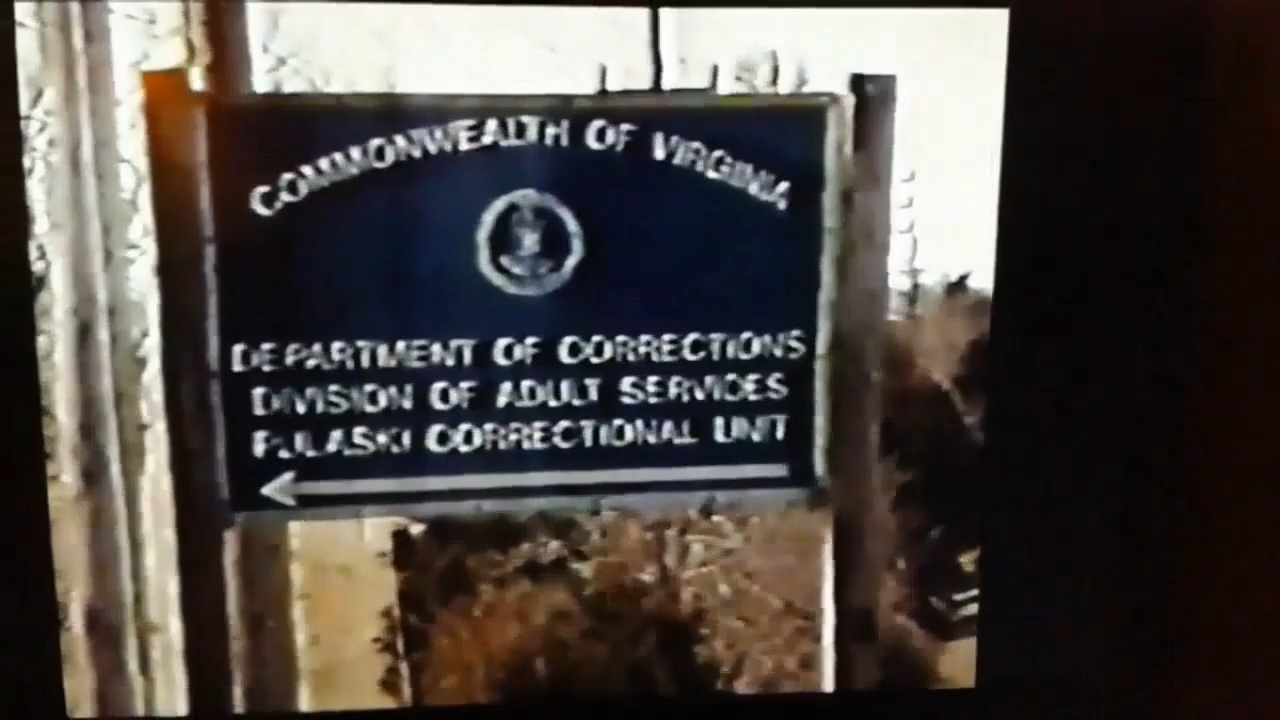 COMMONWEALTH OF VIRGINIA
DEPARTMENT OF CORRECTIONS
DIVISION OF ADULT SERVICES
PULASKI CORRECTIONAL UNIT